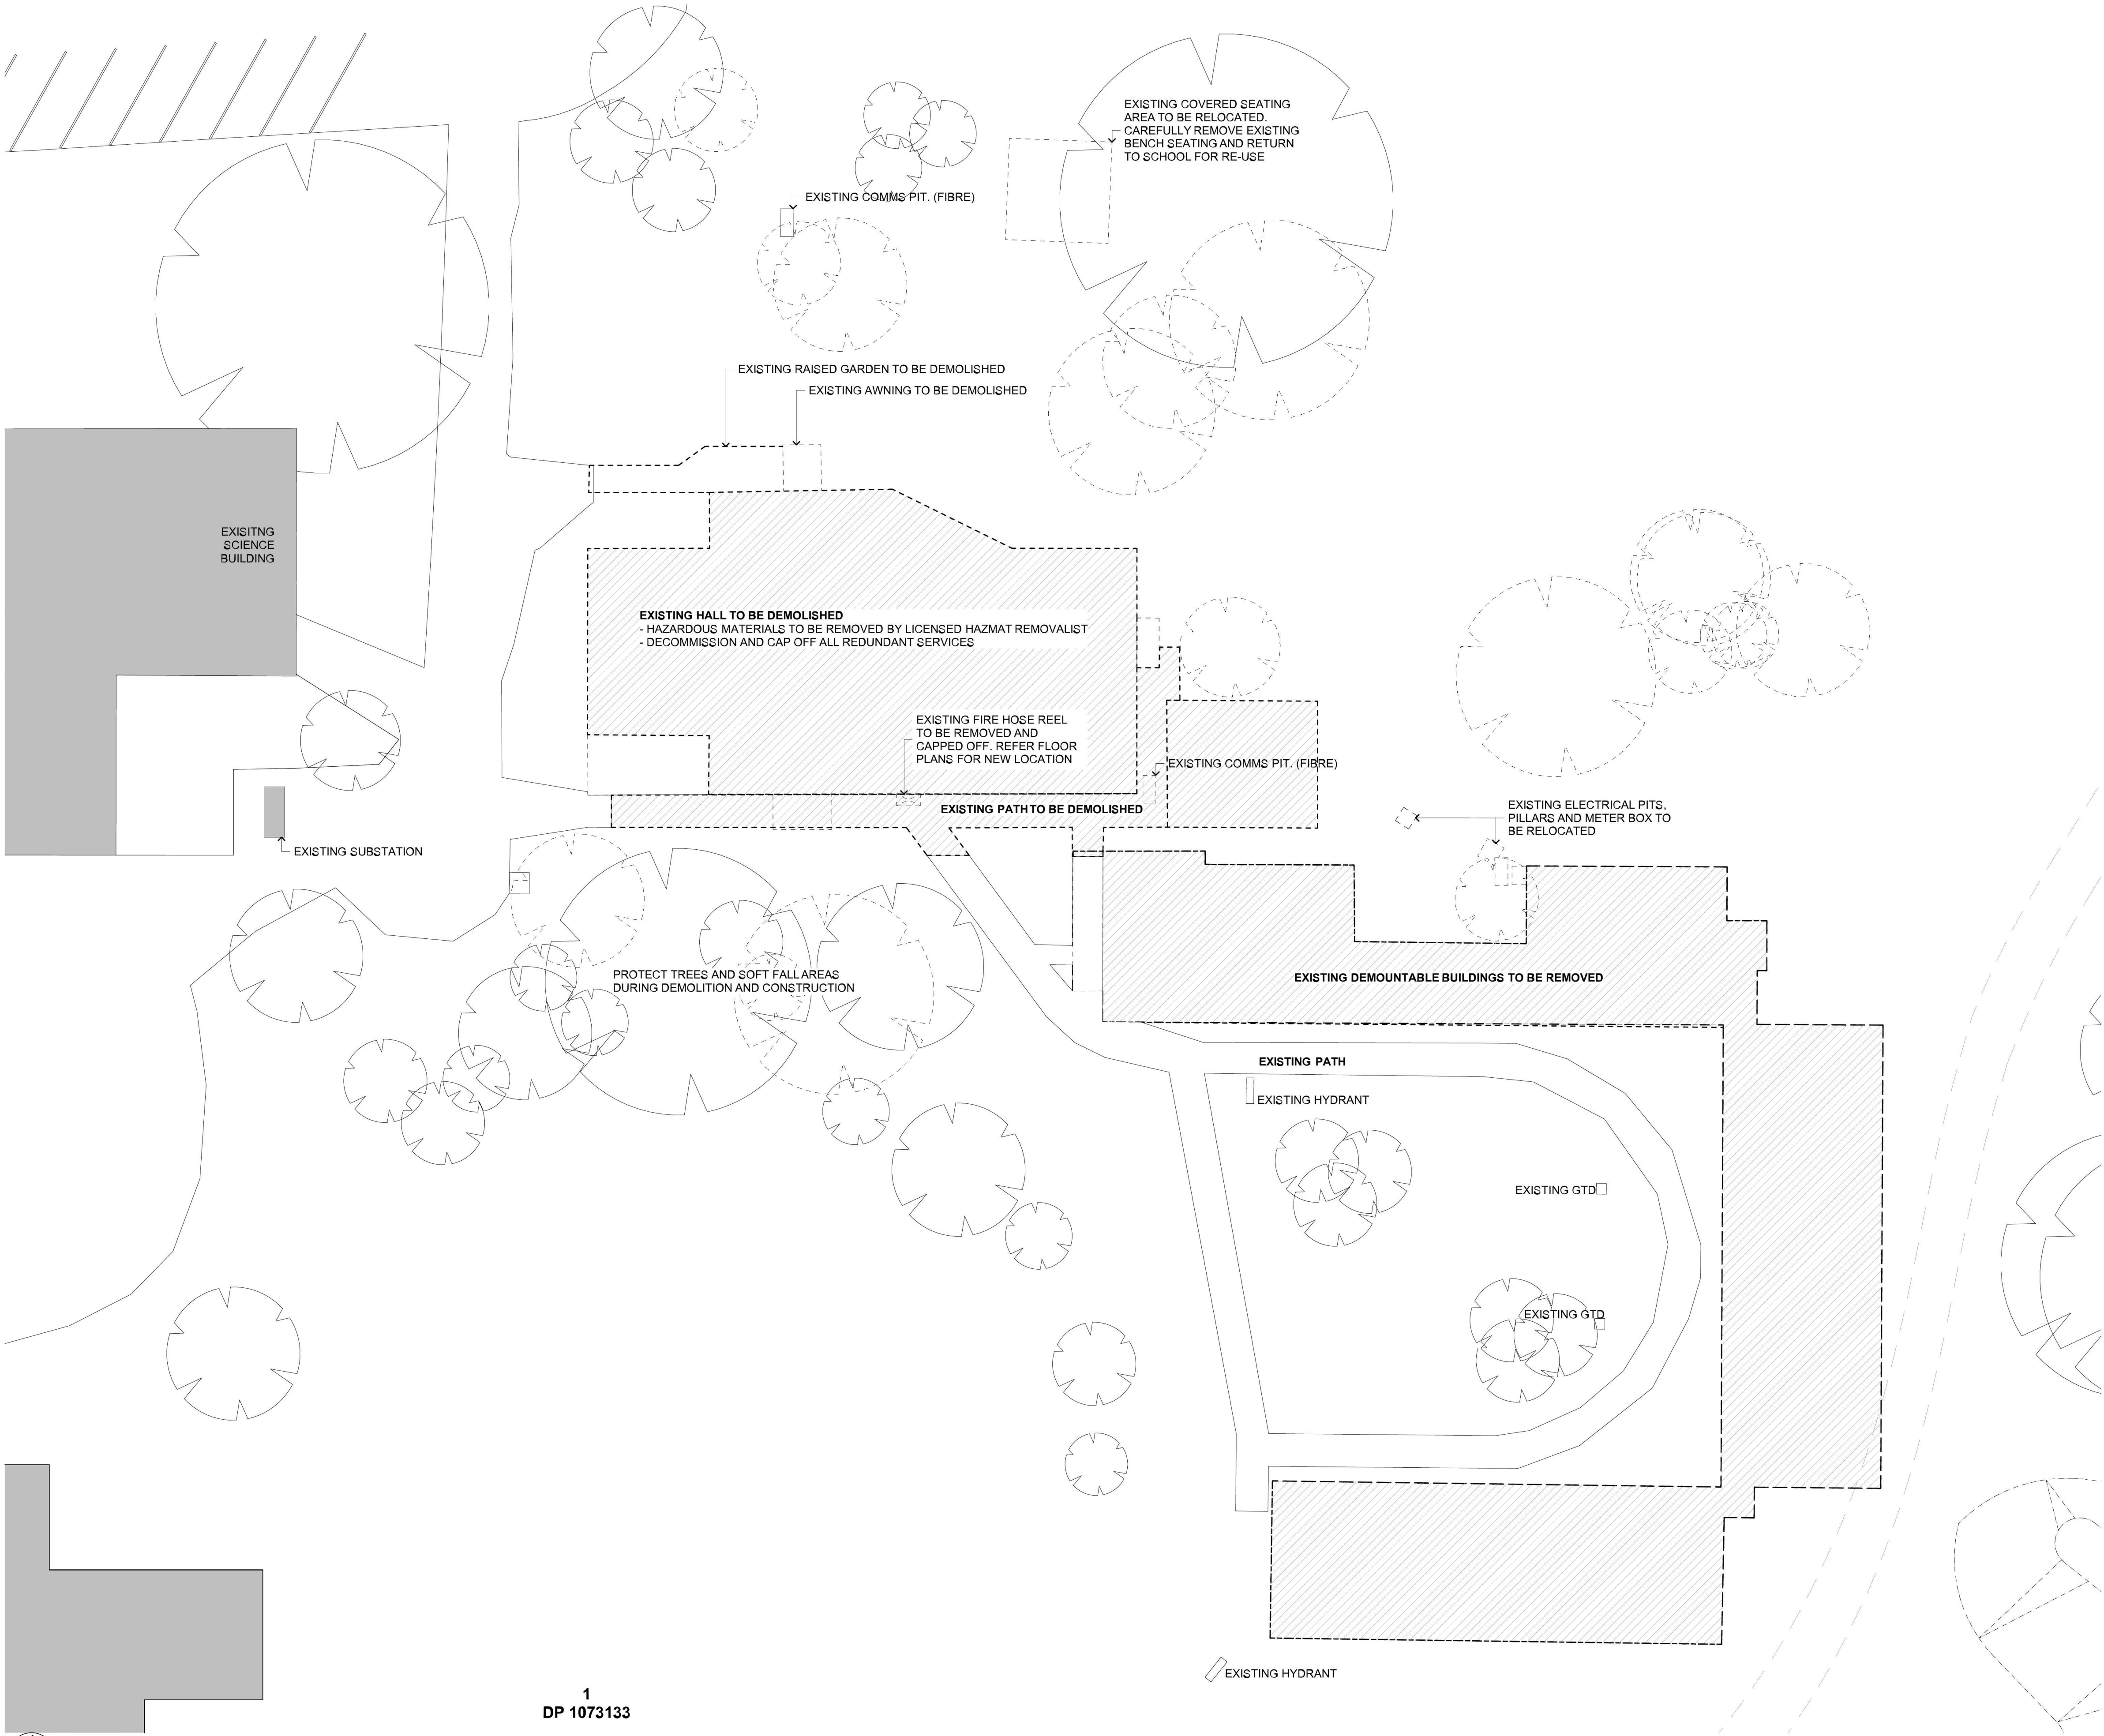 EXISTING COVERED SEATING
AREA TO BE RELOCATED.
CAREFULLY REMOVE EXISTING
BENCH SEATING AND RETURN
TO SCHOOL FOR RE-USE
EXISTING COMMS PIT. (FIBRE)
EXISTING RAISED GARDEN TO BE DEMOLISHED
EXISTING AWNING TO BE DEMOLISHED
EXISITNG
SCIENCE
BUILDING
EXISTING HALL TO BE DEMOLISHED
- HAZARDOUS MATERIALS TO BE REMOVED BY LICENSED HAZMAT REMOVALIST
- DECOMMISSION AND CAP OFF ALL REDUNDANT SERVICES
EXISTING FIRE HOSE REEL
TO BE REMOVED AND
CAPPED OFF. REFER FLOOR
PLANS FOR NEW LOCATION
EXISTING COMMS PIT. (FIBRE)
EXISTING PATH TO BE DEMOLISHED
EXISTING ELECTRICAL PITS,
PILLARS AND METER BOX TO
BE RELOCATED
EXISTING SUBSTATION
PROTECT TREES AND SOFT FALL AREAS
DURING DEMOLITION AND CONSTRUCTION
EXISTING DEMOUNTABLE BUILDINGS TO BE REMOVED
EXISTING PATH
EXISTING HYDRANT
EXISTING GTD
EXISTING GTD
EXISTING HYDRANT
1
DP 1073133